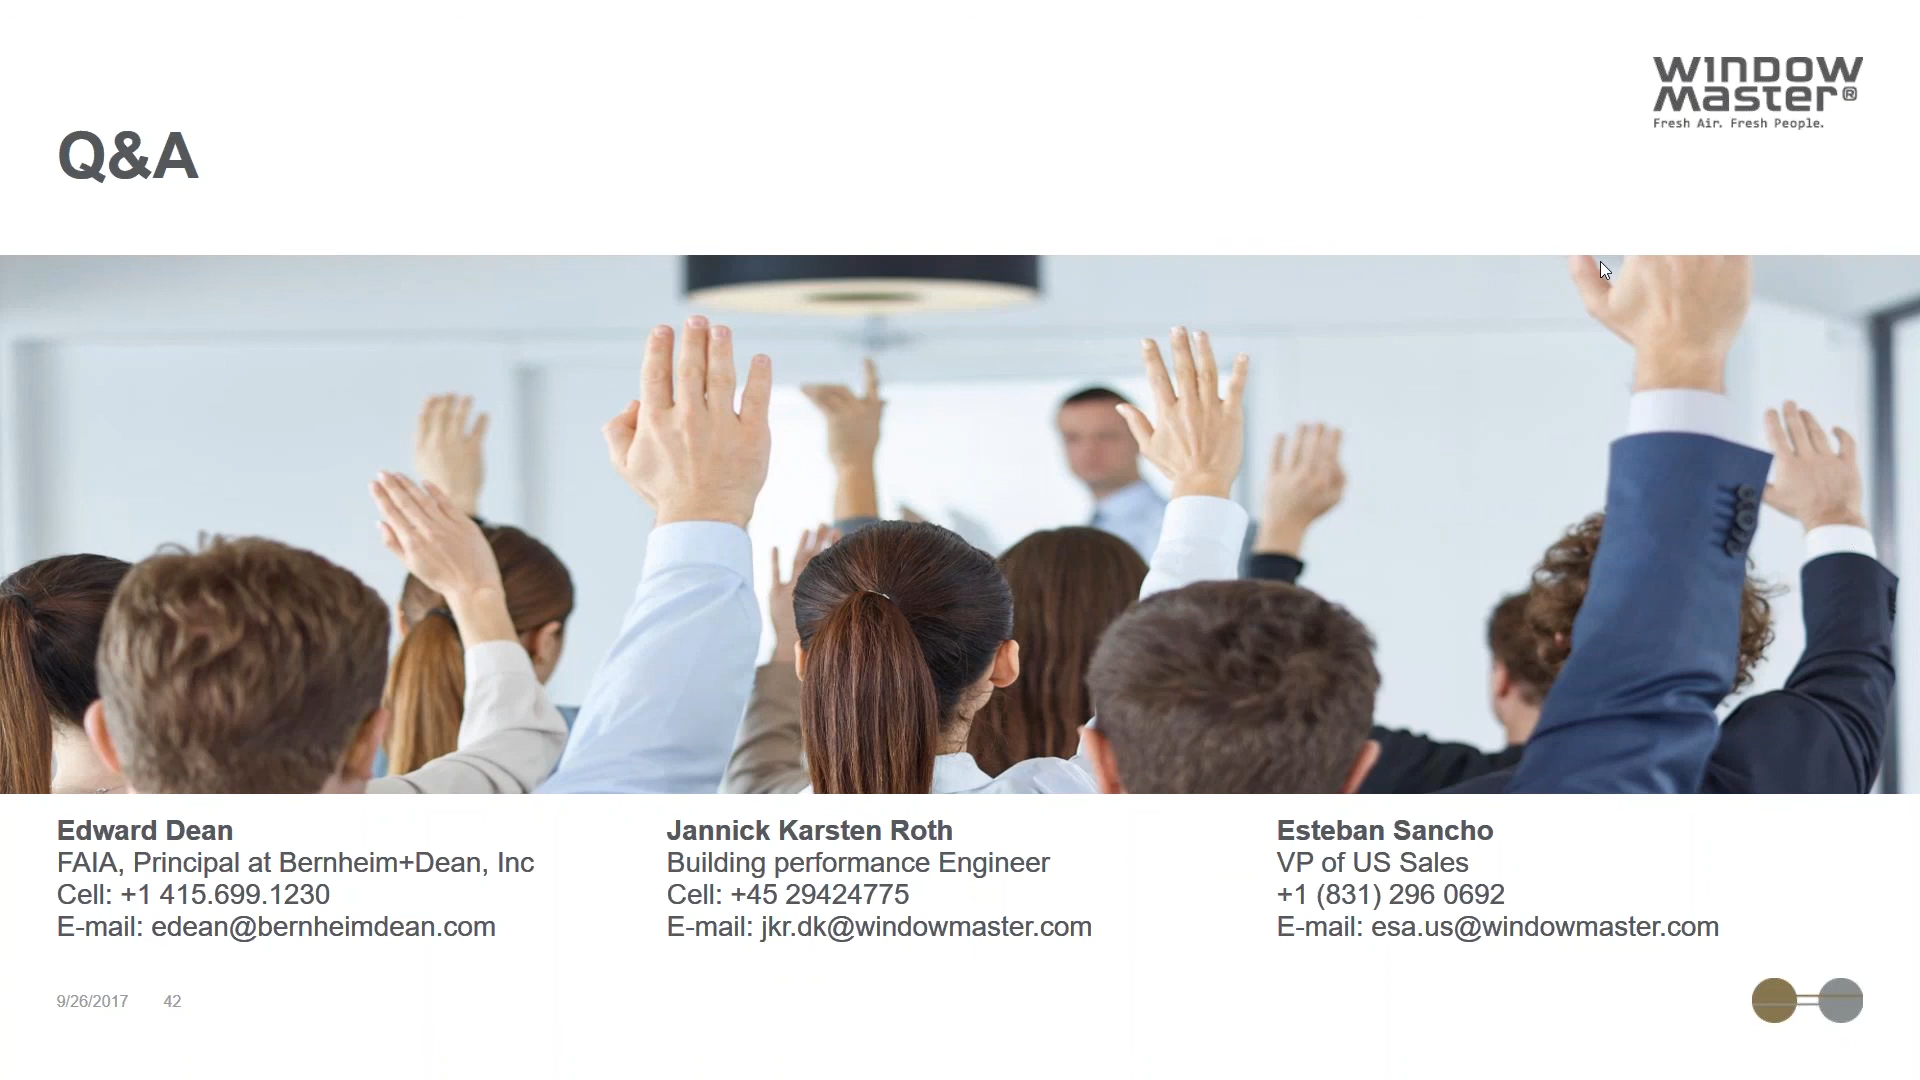 WINDOW
Master®
Fresh Air. Fresh People.
Q&A
Edward Dean
FAIA, Principal at Bernheim+Dean, Inc
Cell: +1 415.699.1230
E-mail: edean@bernheimdean.com
Jannick Karsten Roth
Building performance Engineer
Cell: +45 29424775
E-mail: jkr.dk@windowmaster.com
Esteban Sancho
VP of US Sales
+1 (831) 296 0692
E-mail: esa.us@windowmaster.com
9/26/2017 42